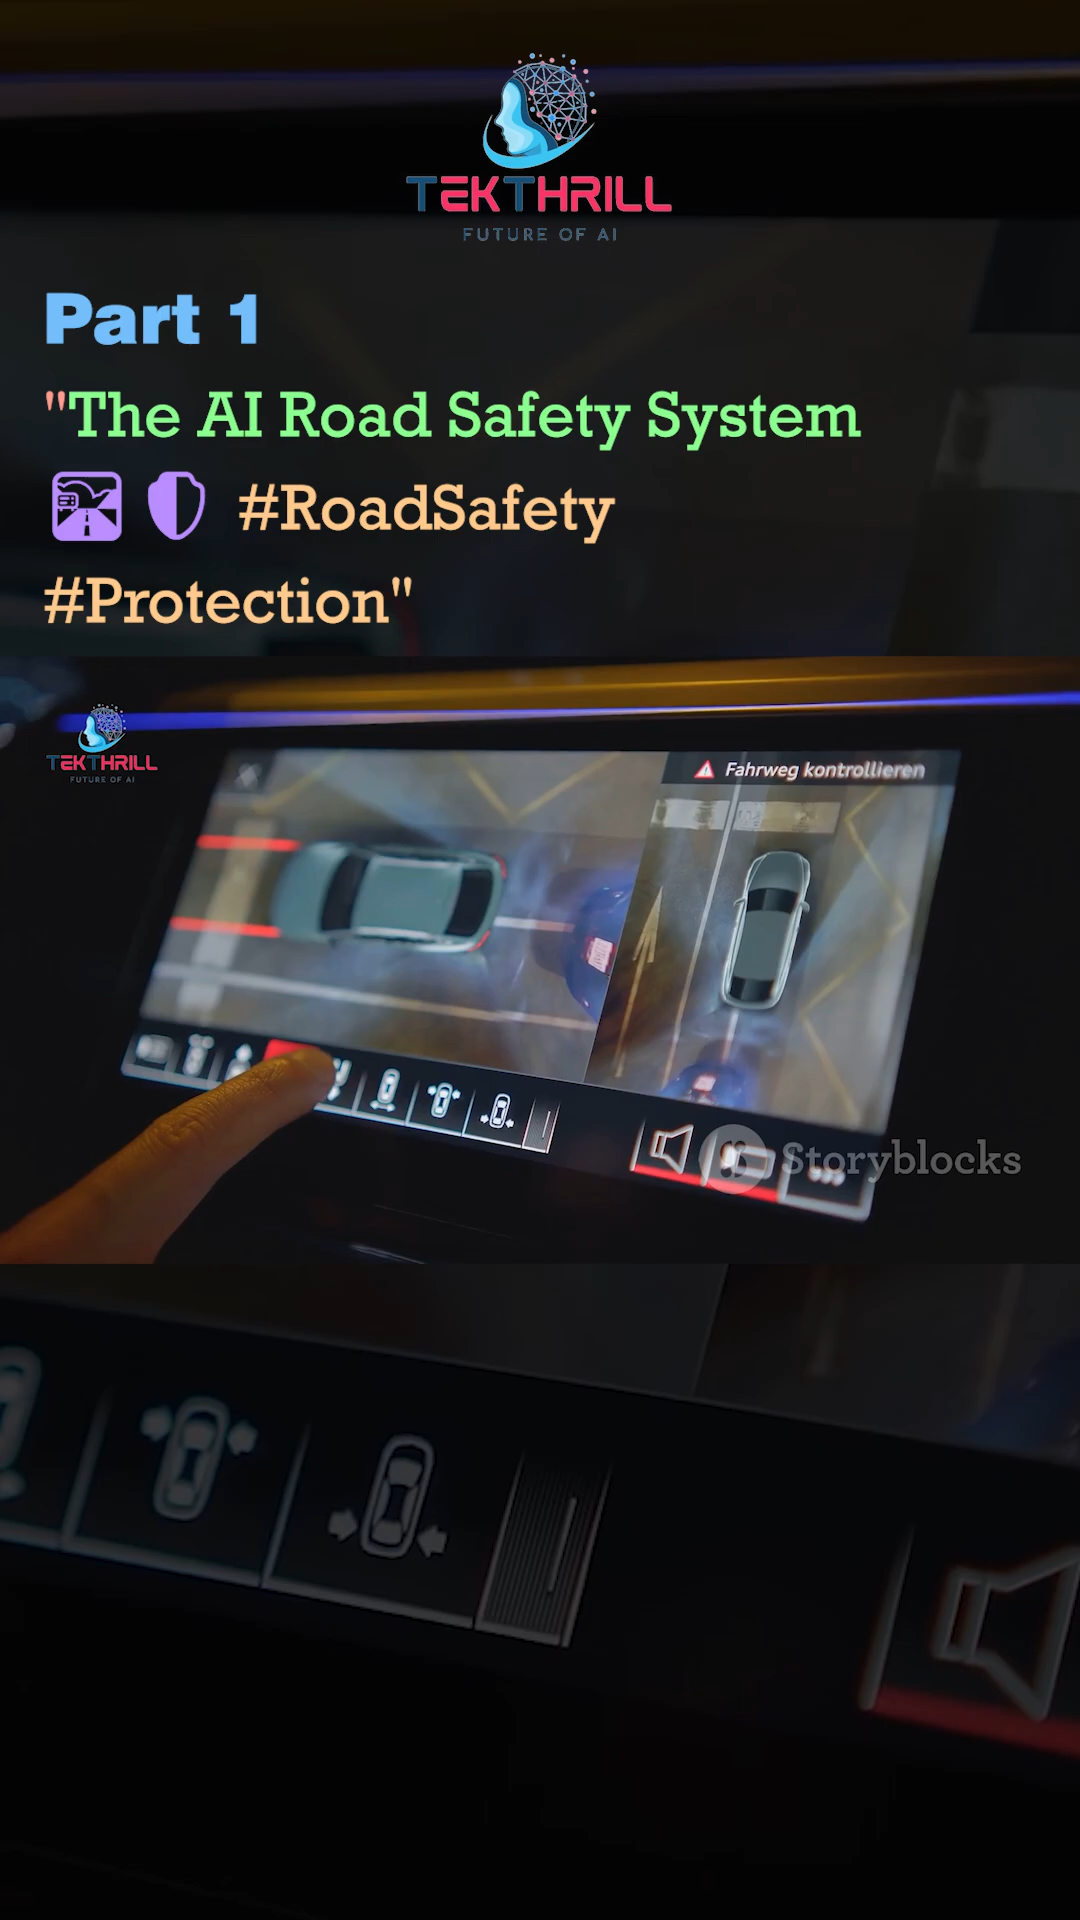 TEKTHRILL
FUTURE OF AI
Part 1
"The AI Road Safety System
#RoadSafety
#Protection"
TEKTHRILL
FUTURE OF AI
Fahrweg kontrollieren
Storyblocks